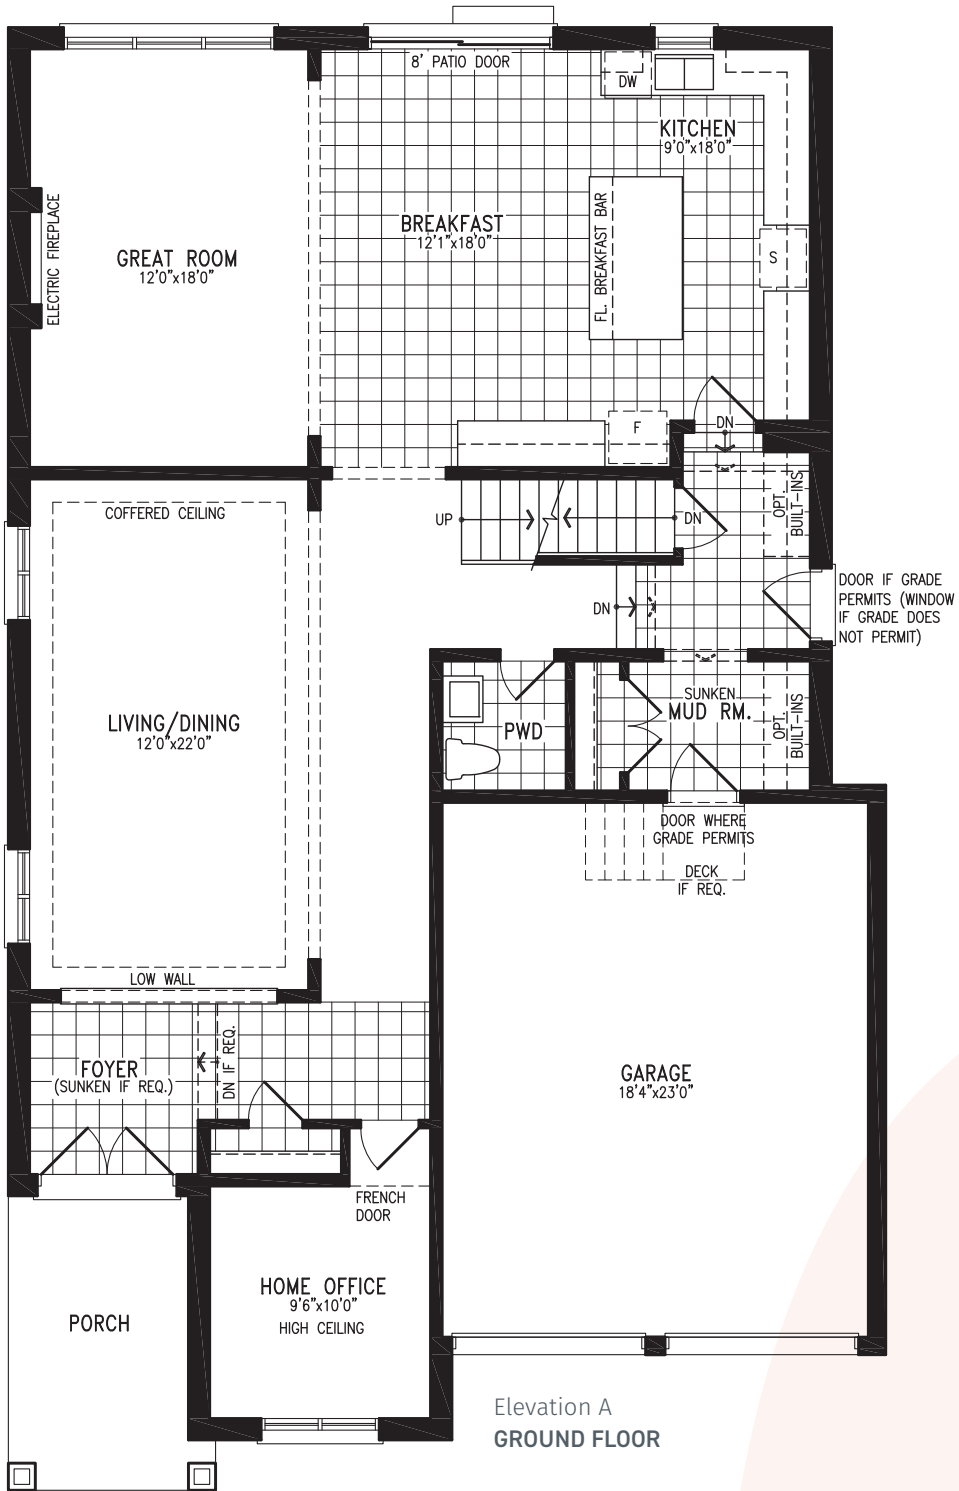 8' PATIO DOOR
DW
KITCHEN
9'0"x18'0"
ELECTRIC FIREPLACE
GREAT ROOM
12'0"x18'0"
BREAKFAST
12'1"x18'0"
FL. BREAKFAST BAR
S
F
DN
COFFERED CEILING
UP
DN
OPT.
BUILT-INS
DN
DOOR IF GRADE
PERMITS (WINDOW
IF GRADE DOES
NOT PERMIT)
LIVING/DINING
12'0"x22'0"
PWD
SUNKEN
MUD RM.
OPT.
BUILT-INS
DOOR WHERE
GRADE PERMITS
DECK
IF REQ.
LOW WALL
FOYER
(SUNKEN IF REQ.)
DN IF REQ.
GARAGE
18'4"x23'0"
FRENCH
DOOR
HOME OFFICE
9'6"x10'0"
HIGH CEILING
PORCH
Elevation A
GROUND FLOOR